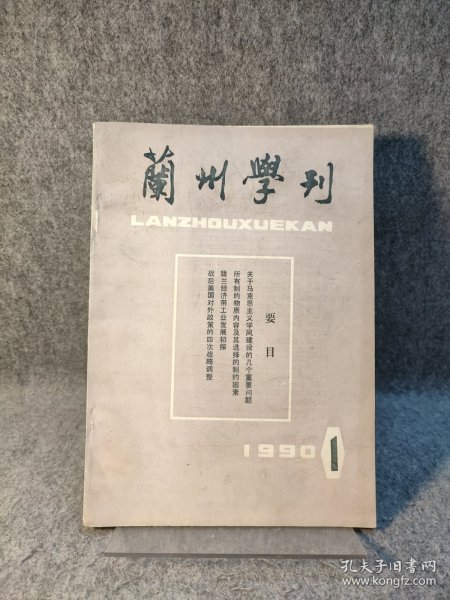 蘭州學刊
LANZHOUXUEKAN
要目
关于马克思主义学风建设的几个重要问题
所有制的物质内容及其选择的制约因素
陇兰经济带工业发展初探
战后美国对外政策的四次战略调整
1990 1
孔夫子旧书网
www.kongfz.com